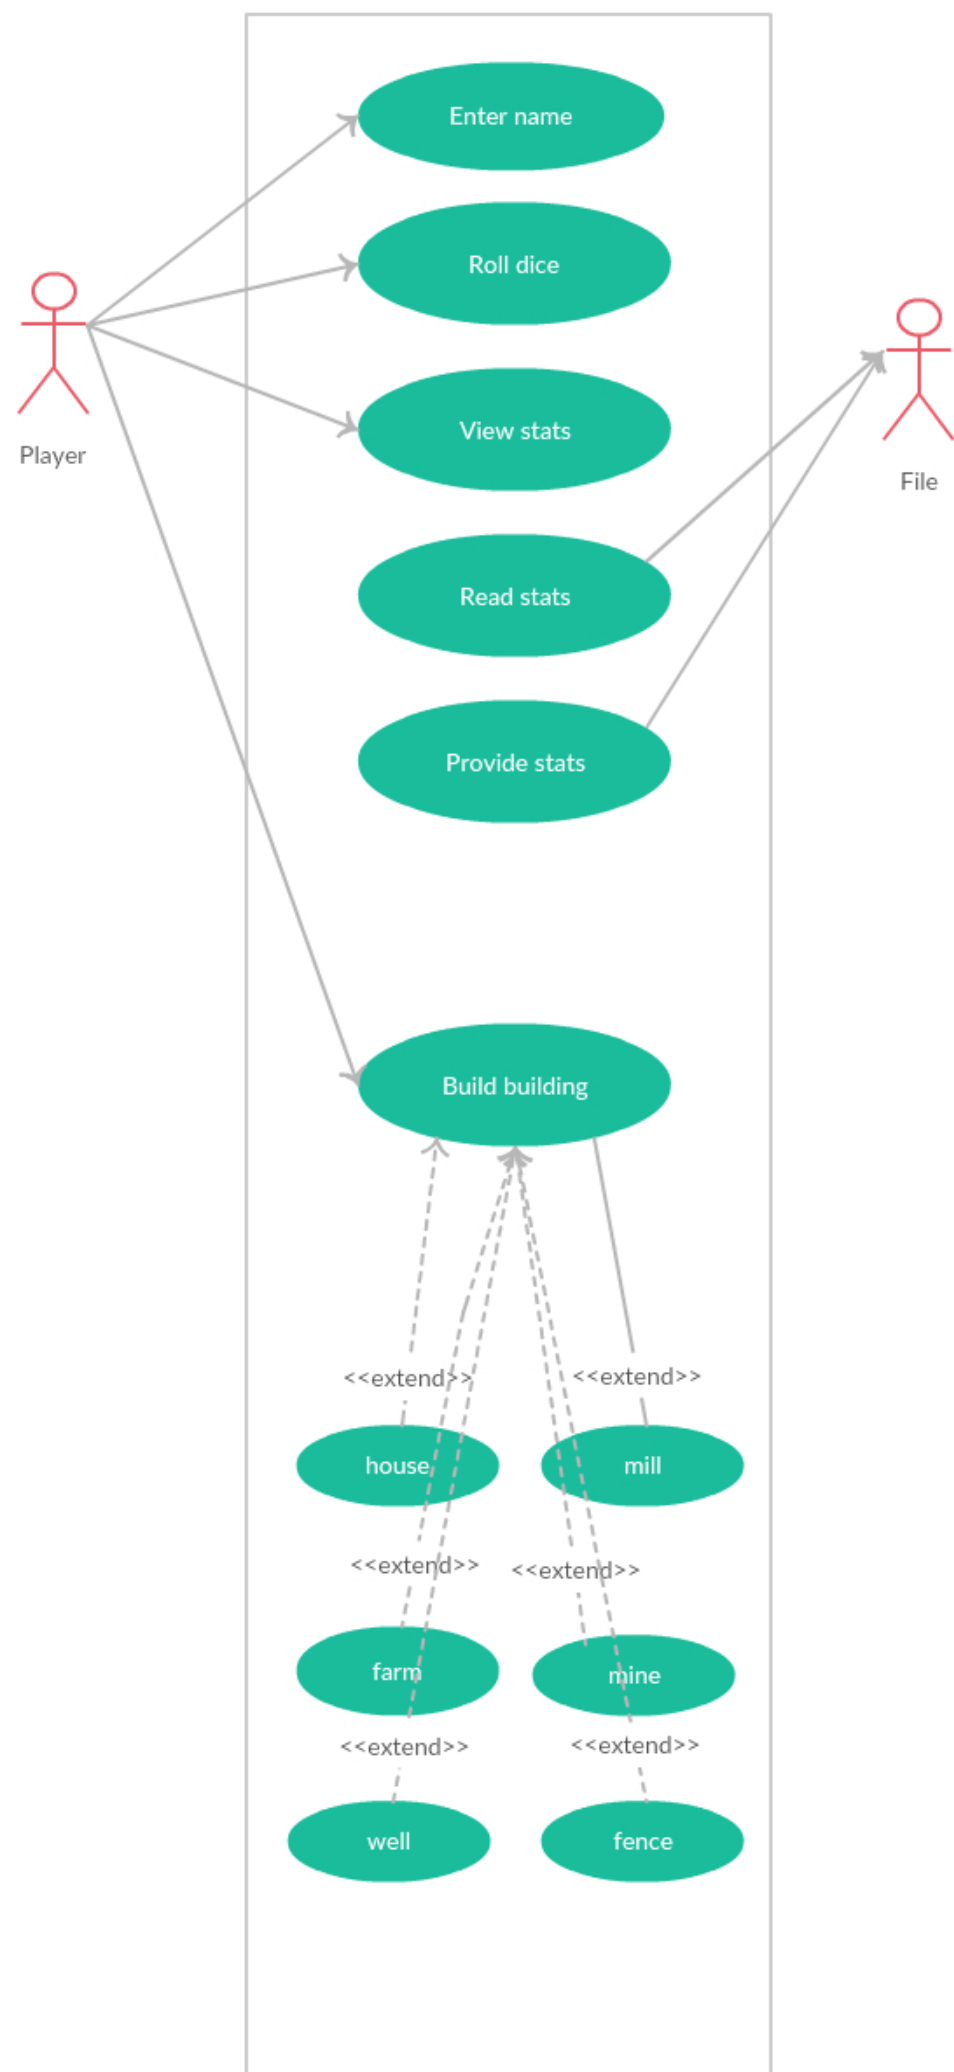 Enter name
Roll dice
Player
View stats
File
Read stats
Provide stats
Build building
<<extend>>
<<extend>>
house
mill
<<extend>>
<<extend>>
farm
mine
<<extend>>
<<extend>>
well
fence